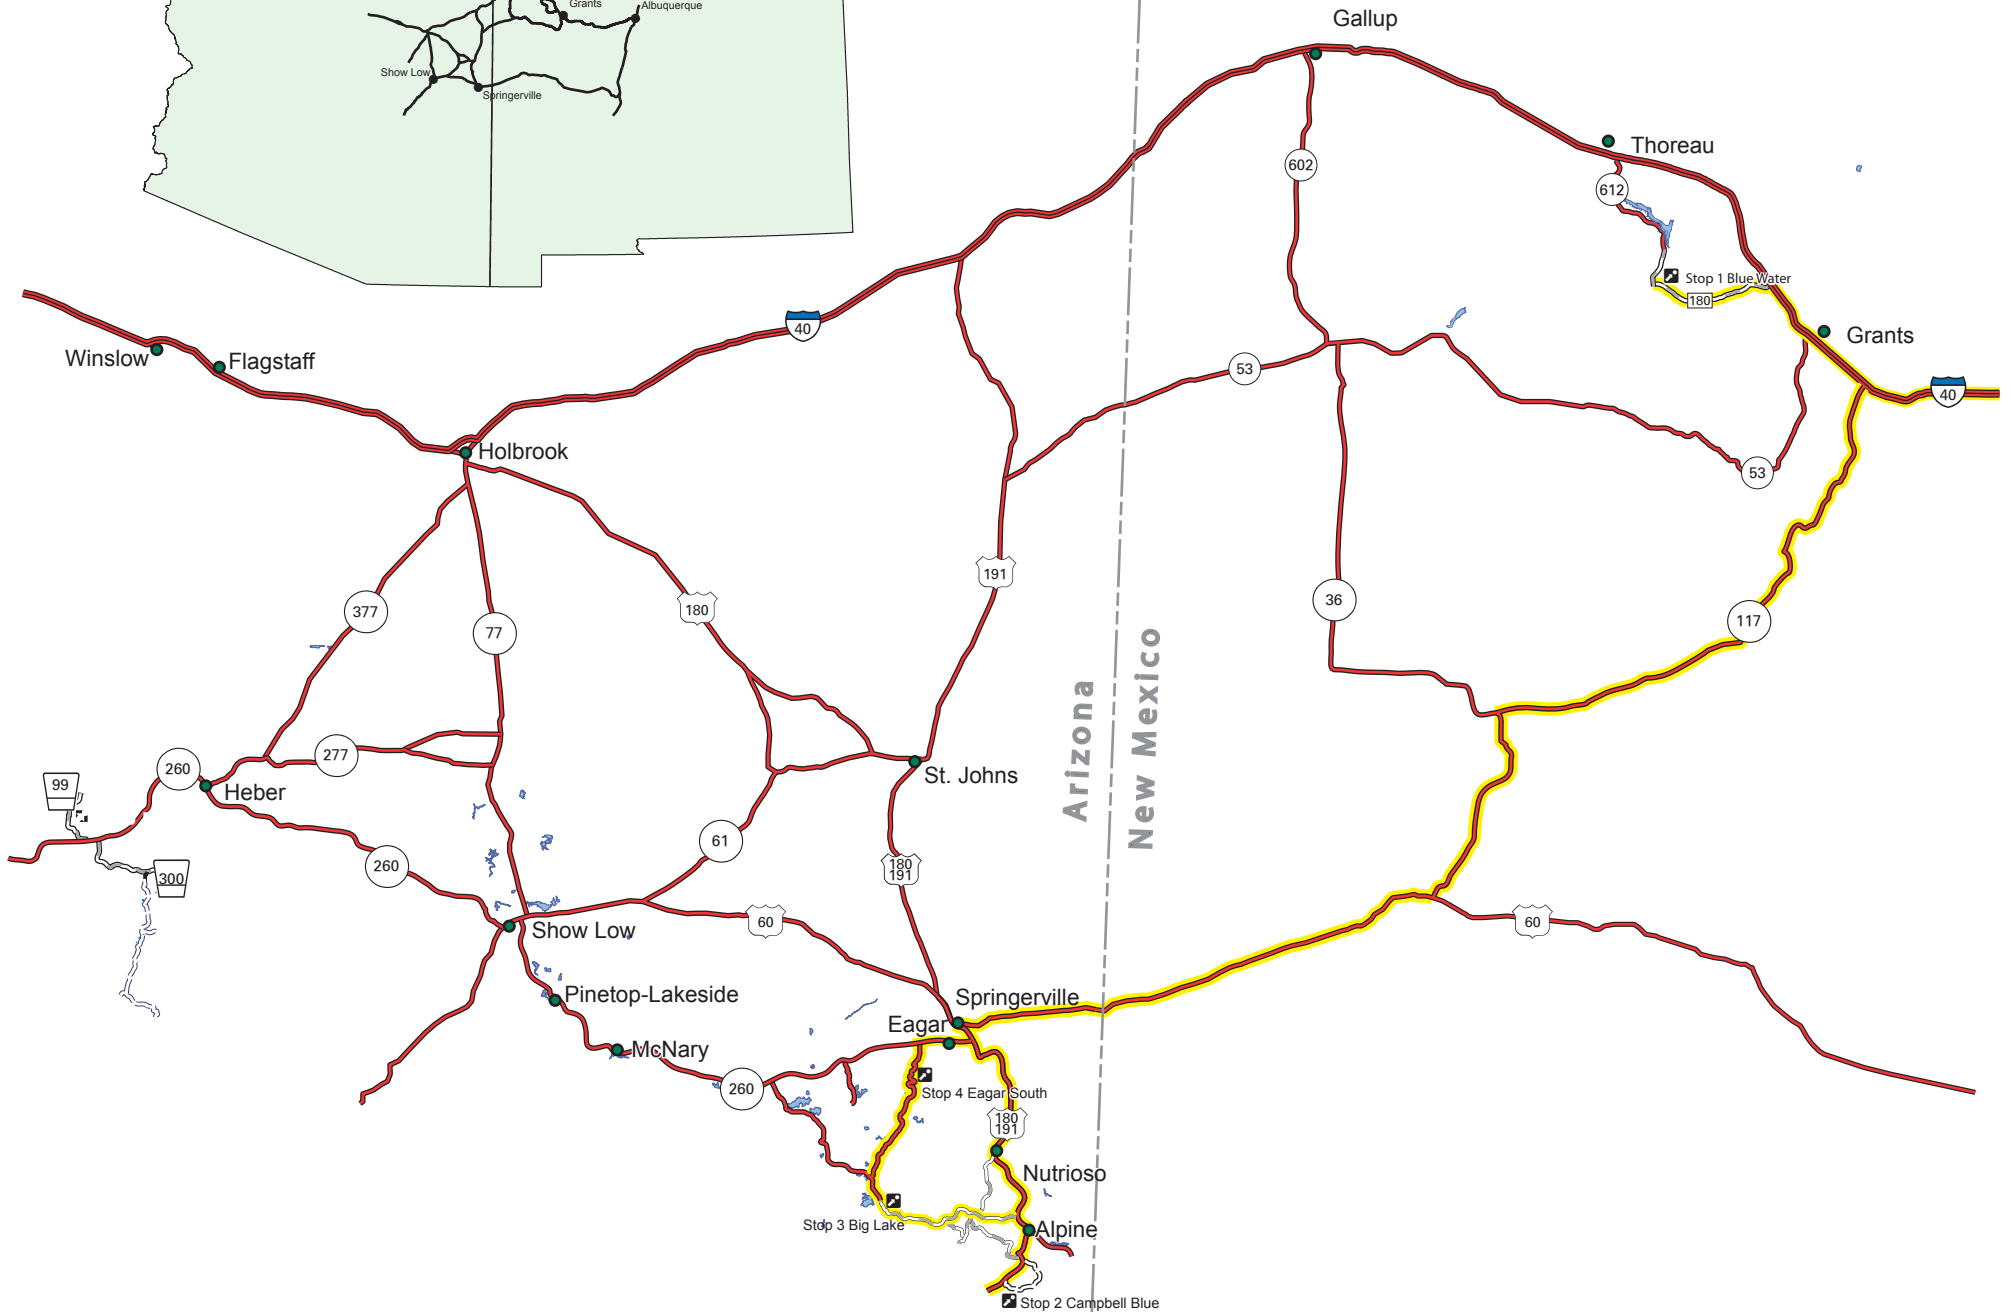 Grants
Albuquerque
Show Low
Springerville
Gallup
Thoreau
602
612
Stop 1 Blue Water
180
Grants
40
40
Winslow
Flagstaff
53
Holbrook
53
191
377
180
36
77
117
Arizona
New Mexico
277
260
St. Johns
99
Heber
61
260
180
191
300
60
60
Show Low
Pinetop-Lakeside
Springerville
Eagar
McNary
260
Stop 4 Eagar South
180
191
Nutrioso
Stop 3 Big Lake
Alpine
Stop 2 Campbell Blue